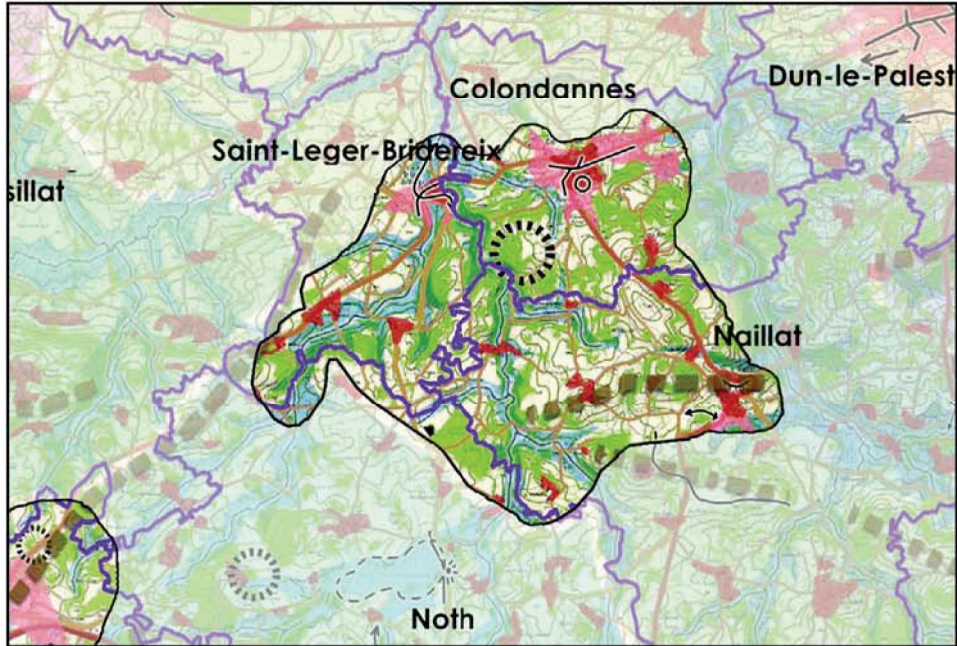 Colondannes
Dun-le-Palest
Saint-Leger-Bridereix
sillat
Naillat
Noth